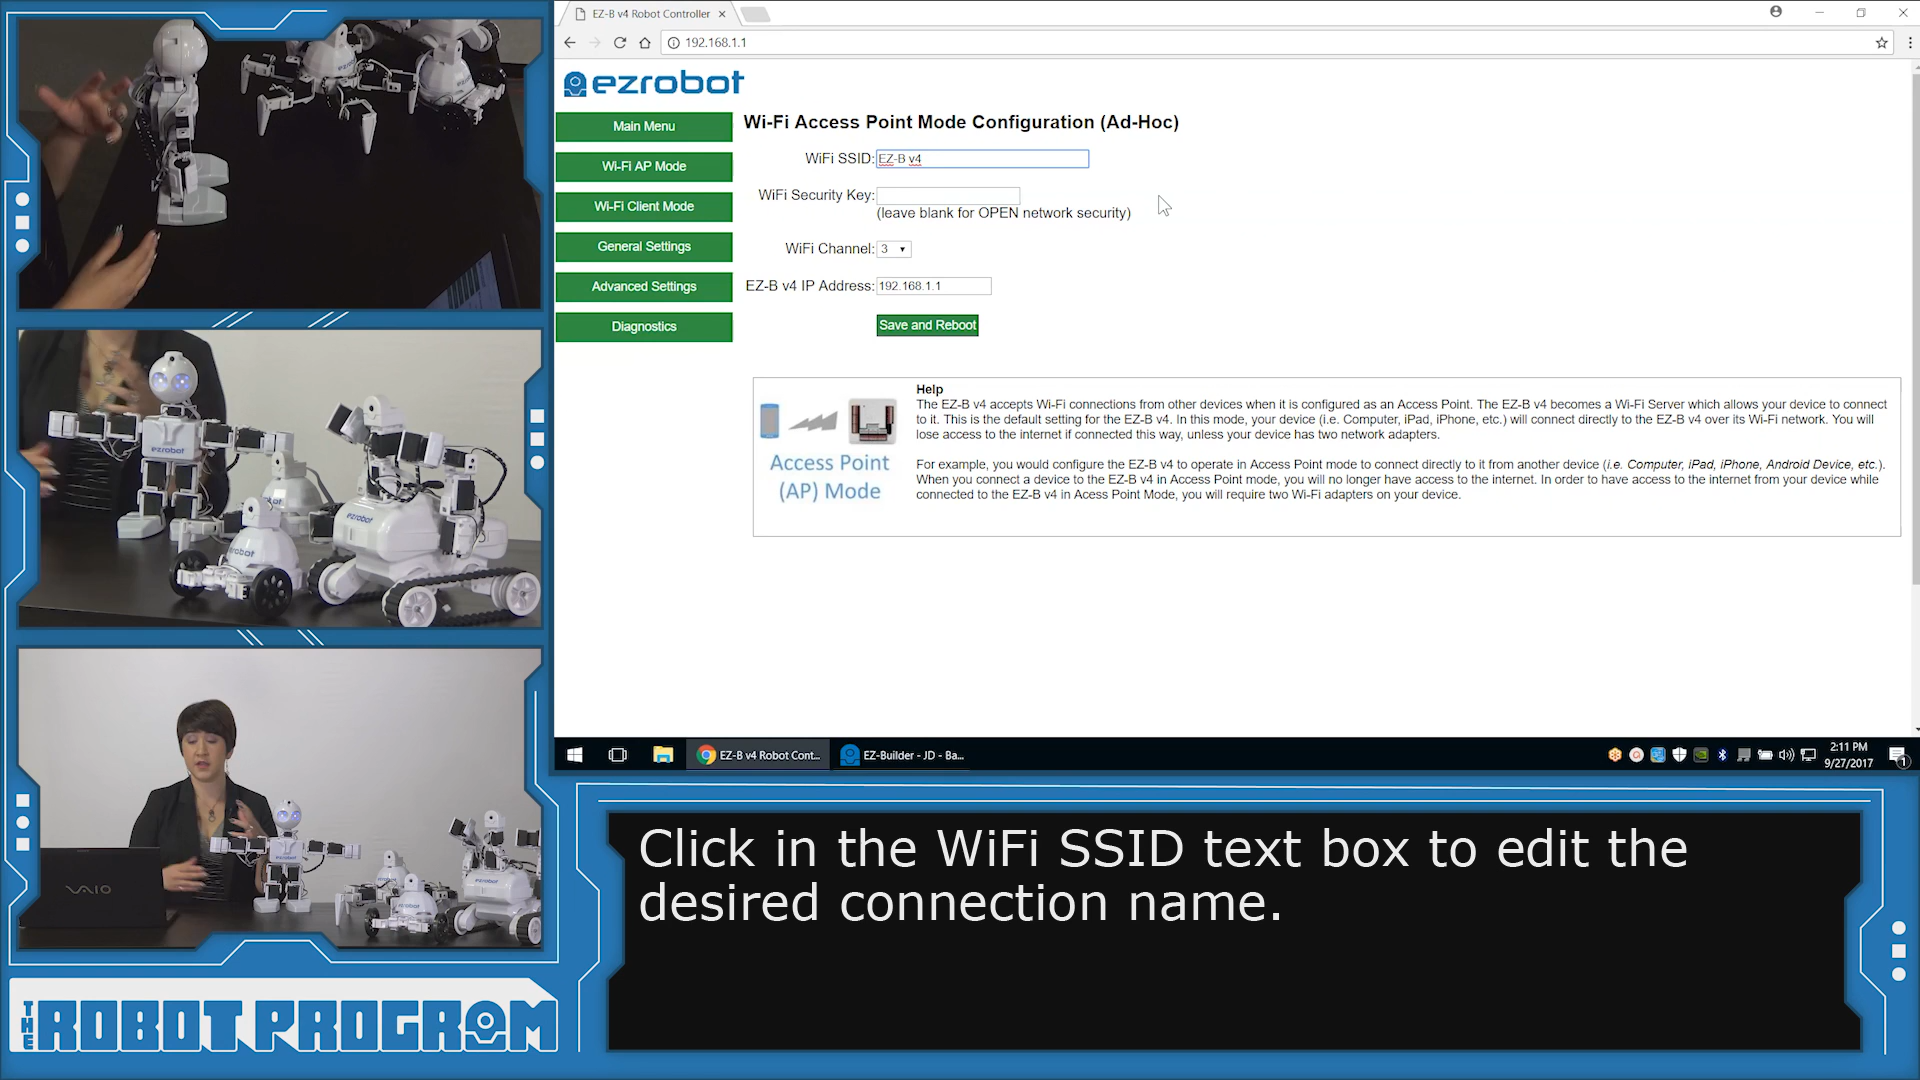 EZ-B v4 Robot Controller
192.168.1.1
ezrobot
Main Menu
Wi-Fi AP Mode
Wi-Fi Client Mode
General Settings
Advanced Settings
Diagnostics
Wi-Fi Access Point Mode Configuration (Ad-Hoc)
WiFi SSID: EZ-B v4
WiFi Security Key:
(leave blank for OPEN network security)
WiFi Channel: 3
EZ-B v4 IP Address: 192.168.1.1
Save and Reboot
Access Point
(AP) Mode
Help
The EZ-B v4 accepts Wi-Fi connections from other devices when it is configured as an Access Point. The EZ-B v4 becomes a Wi-Fi Server which allows your device to connect
to it. This is the default setting for the EZ-B v4. In this mode, your device (i.e. Computer, iPad, iPhone, etc.) will connect directly to the EZ-B v4 over its Wi-Fi network. You will
lose access to the internet if connected this way, unless your device has two network adapters.
For example, you would configure the EZ-B v4 to operate in Access Point mode to connect directly to it from another device (i.e. Computer, iPad, iPhone, Android Device, etc.).
When you connect a device to the EZ-B v4 in Access Point mode, you will no longer have access to the internet. In order to have access to the internet from your device while
connected to the EZ-B v4 in Acess Point Mode, you will require two Wi-Fi adapters on your device.
EZ-B v4 Robot Cont...
EZ-Builder - JD - Ba...
2:11 PM
9/27/2017
1
ezrobot
ezrobot
ezrobot
VAIO
ezrobot
Click in the WiFi SSID text box to edit the
desired connection name.
THE ROBOT PROGRAM